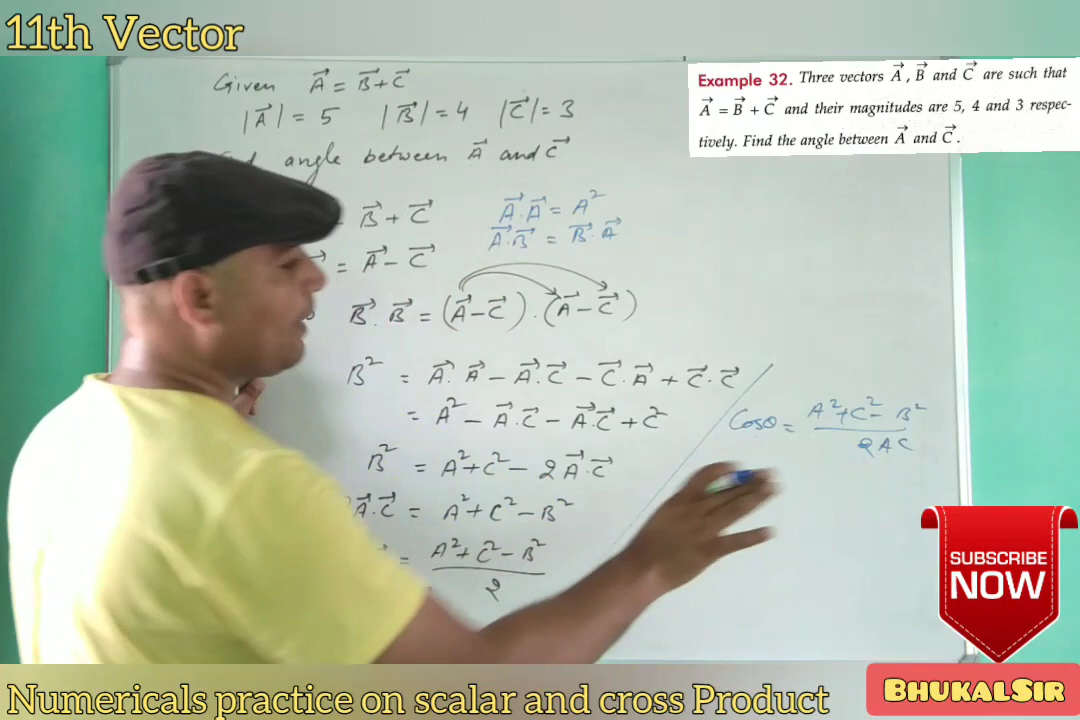 11th Vector
Given A⃗ = B⃗ + C⃗
|A⃗| = 5 |B⃗| = 4 |C⃗| = 3
angle between A⃗ and C⃗
Example 32. Three vectors A⃗ , B⃗ and C⃗ are such that
A⃗ = B⃗ + C⃗ and their magnitudes are 5, 4 and 3 respec-
tively. Find the angle between A⃗ and C⃗ .
= B⃗ + C⃗
A⃗.A⃗ = A²
A⃗.B⃗ = B⃗.A⃗
= A⃗ - C⃗
B⃗ . B⃗ = (A⃗ - C⃗) . (A⃗ - C⃗)
B² = A⃗. A⃗ - A⃗.C⃗ - C⃗.A⃗ + C⃗.C⃗
= A² - A⃗.C⃗ - A⃗.C⃗ + C²
B² = A² + C² - 2A⃗.C⃗
A⃗.C⃗ = A² + C² - B²
= A² + C² - B² / 2
Cosθ = A² + C² - B² / 2AC
SUBSCRIBE
NOW
Numericals practice on scalar and cross Product
BHUKALSIR